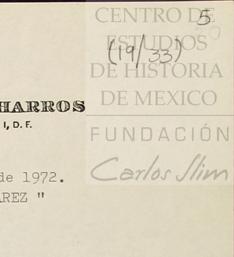 CENTRO DE 5
ESTUDIOS
(19/33)
DE HISTORIA
DE MEXICO
HARROS
I, D.F.
FUNDACIÓN
Carlos Slim
de 1972.
AREZ "